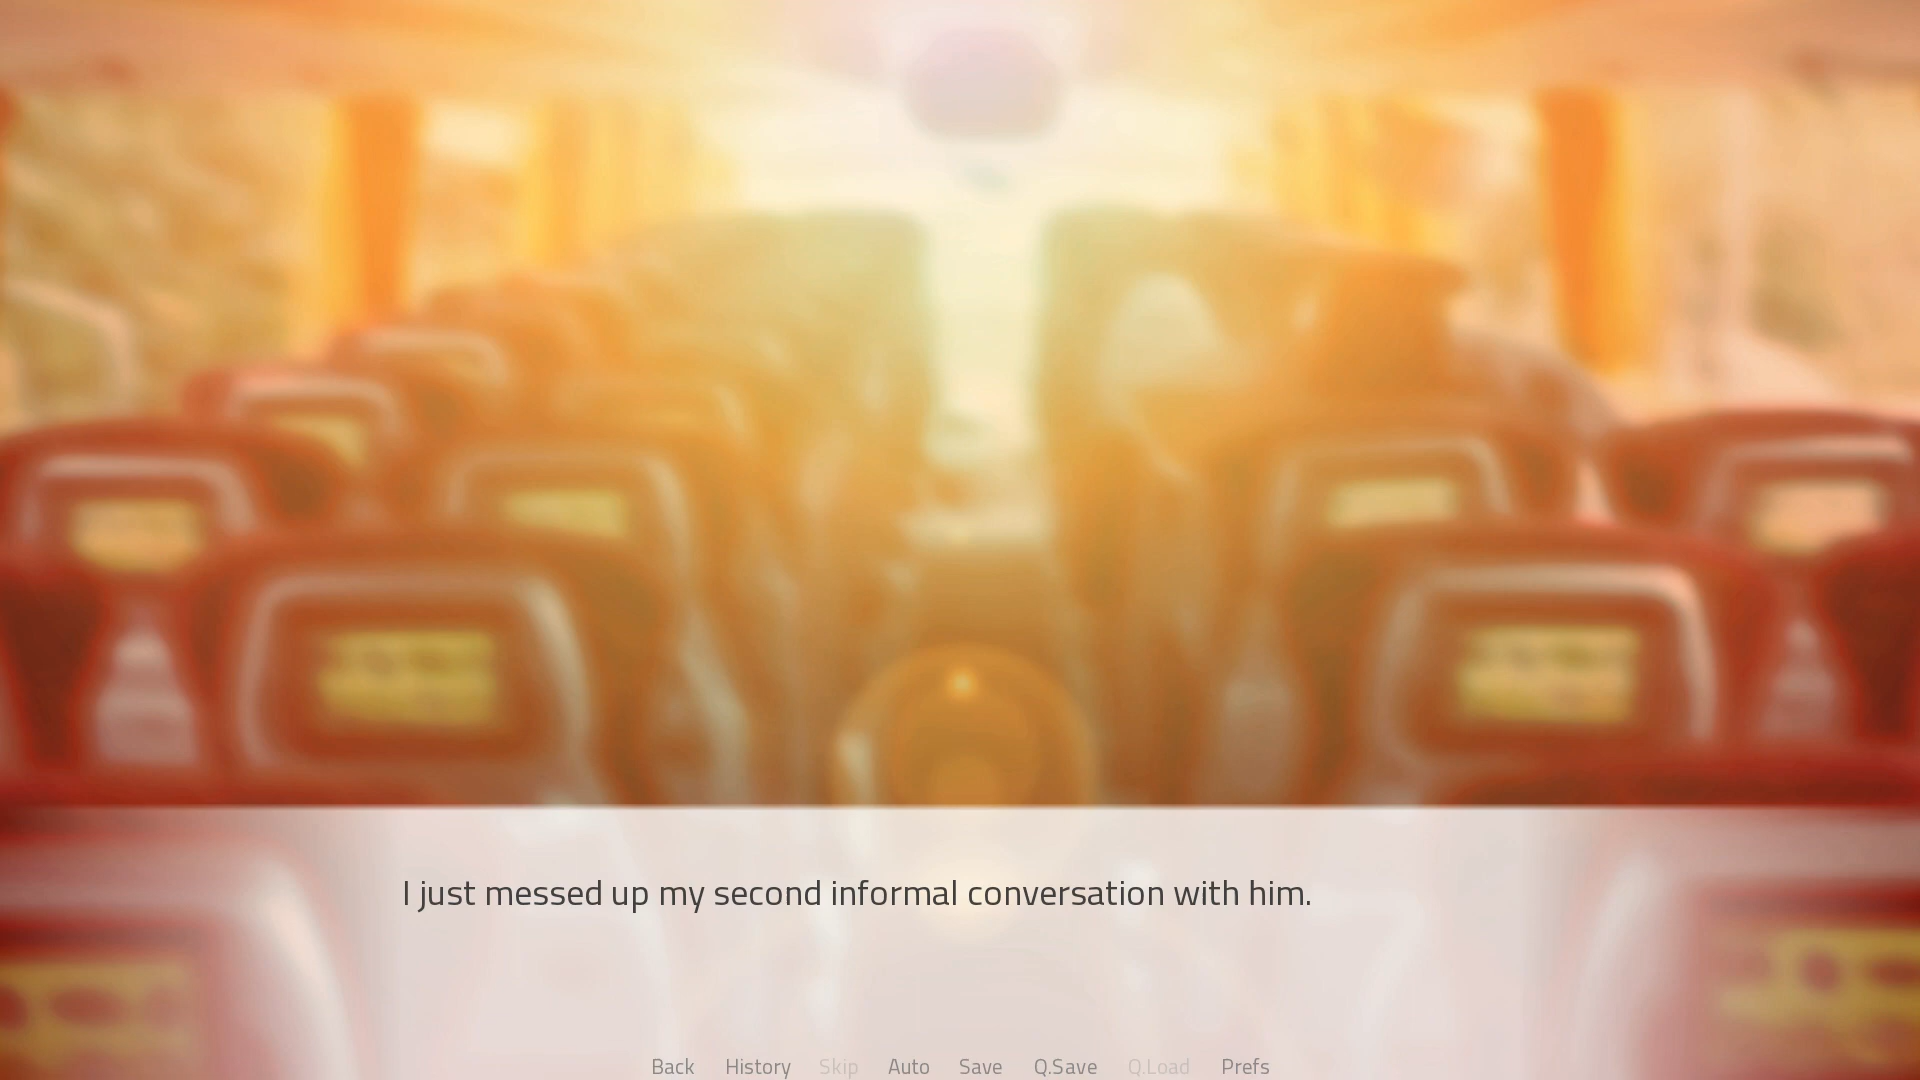 I just messed up my second informal conversation with him.
Back History Skip Auto Save Q.Save Q.Load Prefs